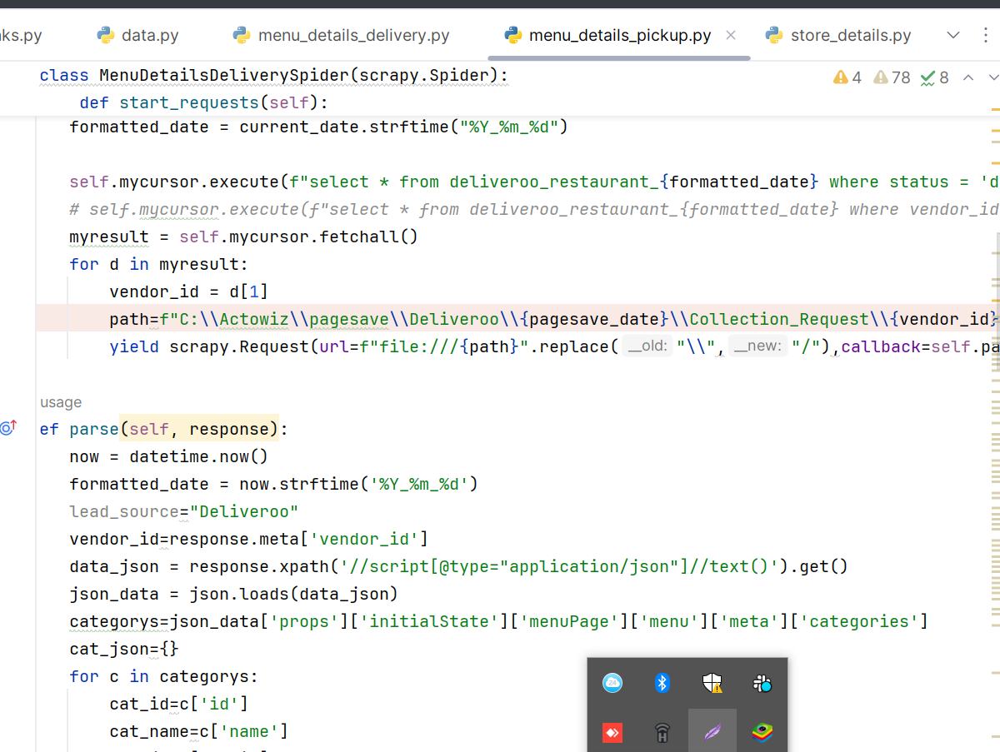 ks.py data.py menu_details_delivery.py menu_details_pickup.py store_details.py
class MenuDetailsDeliverySpider(scrapy.Spider): 4 78 8
def start_requests(self):
formatted_date = current_date.strftime("%Y_%m_%d")
self.mycursor.execute(f"select * from deliveroo_restaurant_{formatted_date} where status = 'd
# self.mycursor.execute(f"select * from deliveroo_restaurant_{formatted_date} where vendor_id
myresult = self.mycursor.fetchall()
for d in myresult:
vendor_id = d[1]
path=f"C:\\Actowiz\\pagesave\\Deliveroo\\{pagesave_date}\\Collection_Request\\{vendor_id}
yield scrapy.Request(url=f"file:///{path}".replace( __old: "\\", __new: "/"),callback=self.pa
usage
ef parse(self, response):
now = datetime.now()
formatted_date = now.strftime('%Y_%m_%d')
lead_source="Deliveroo"
vendor_id=response.meta['vendor_id']
data_json = response.xpath('//script[@type="application/json"]//text()').get()
json_data = json.loads(data_json)
categorys=json_data['props']['initialState']['menuPage']['menu']['meta']['categories']
cat_json={}
for c in categorys:
cat_id=c['id']
cat_name=c['name']
24